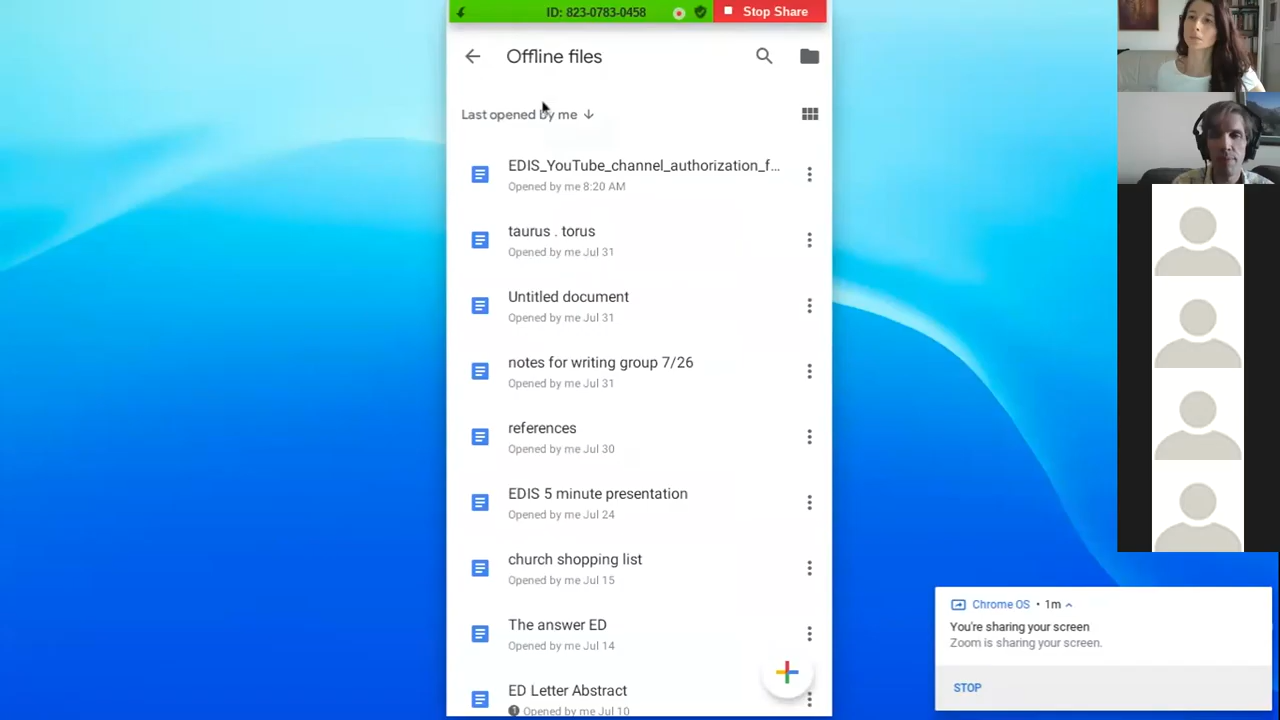 ID: 823-0783-0458
Stop Share
Offline files
Last opened by me
EDIS_YouTube_channel_authorization_f...
Opened by me 8:20 AM
taurus . torus
Opened by me Jul 31
Untitled document
Opened by me Jul 31
notes for writing group 7/26
Opened by me Jul 31
references
Opened by me Jul 30
EDIS 5 minute presentation
Opened by me Jul 24
church shopping list
Opened by me Jul 15
The answer ED
Opened by me Jul 14
ED Letter Abstract
Opened by me Jul 10
Chrome OS • 1m
You're sharing your screen
Zoom is sharing your screen.
STOP